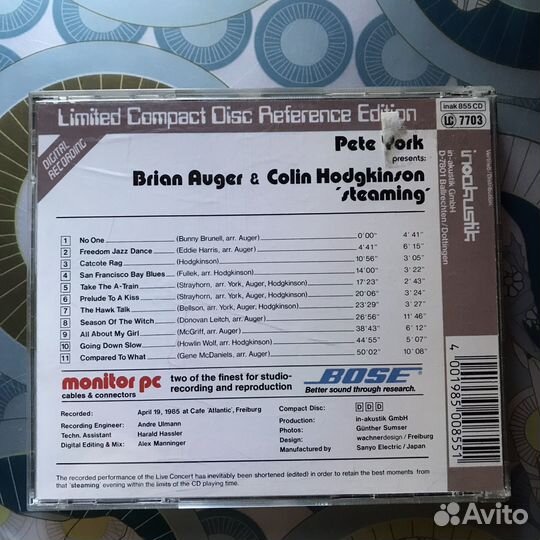 Limited Compact Disc Reference Edition
DIGITAL RECORDING
Pete York
presents:
Brian Auger & Colin Hodgkinson
'steaming'
1 No One (Bunny Brunell, arr. Auger) 0'00" 4' 41"
2 Freedom Jazz Dance (Eddie Harris, arr. Auger) 4'41" 6' 15"
3 Catcote Rag (Hodgkinson) 10'56" 3' 05"
4 San Francisco Bay Blues (Fullek, arr. Hodgkinson) 14'00" 3' 22"
5 Take The A-Train (Strayhorn, arr. York, Auger, Hodgkinson) 17'23" 2' 43"
6 Prelude To A Kiss (Strayhorn, arr. York, Auger, Hodgkinson) 20'06" 3' 24"
7 The Hawk Talk (Bellson, arr. York, Auger, Hodgkinson) 23'29" 3' 27"
8 Season Of The Witch (Donovan Leitch, arr. Auger) 26'56" 11' 46"
9 All About My Girl (McGriff, arr. Auger) 38'43" 6' 12"
10 Going Down Slow (Howlin Wolf, arr. Hodgkinson) 44'55" 5' 07"
11 Compared To What (Gene McDaniels, arr. Auger) 50'02" 10' 08"
monitor pc
cables & connectors
two of the finest for studio-
recording and reproduction
BOSE
Better sound through research.
Recorded: April 19, 1985 at Cafe 'Atlantic', Freiburg
Recording Engineer: Andre Ulmann
Techn. Assistant Harald Hassler
Digital Editing & Mix: Alex Manninger
Compact Disc: D D D
Production: in-akustik GmbH
Photos: Günther Sumser
Design: wachnerdesign / Freiburg
Manufactured by Sanyo Electric / Japan
The recorded performance of the Live Concert has inevitably been shortened (edited) in order to retain the best moments from
that 'steaming' evening within the limits of the CD playing time.
inak 855 CD
LC 7703
inakustik
Vertrieb/Distribution:
in-akustik GmbH
D-7801 Ballrechten/Dottingen
4 001985 008551
Avito